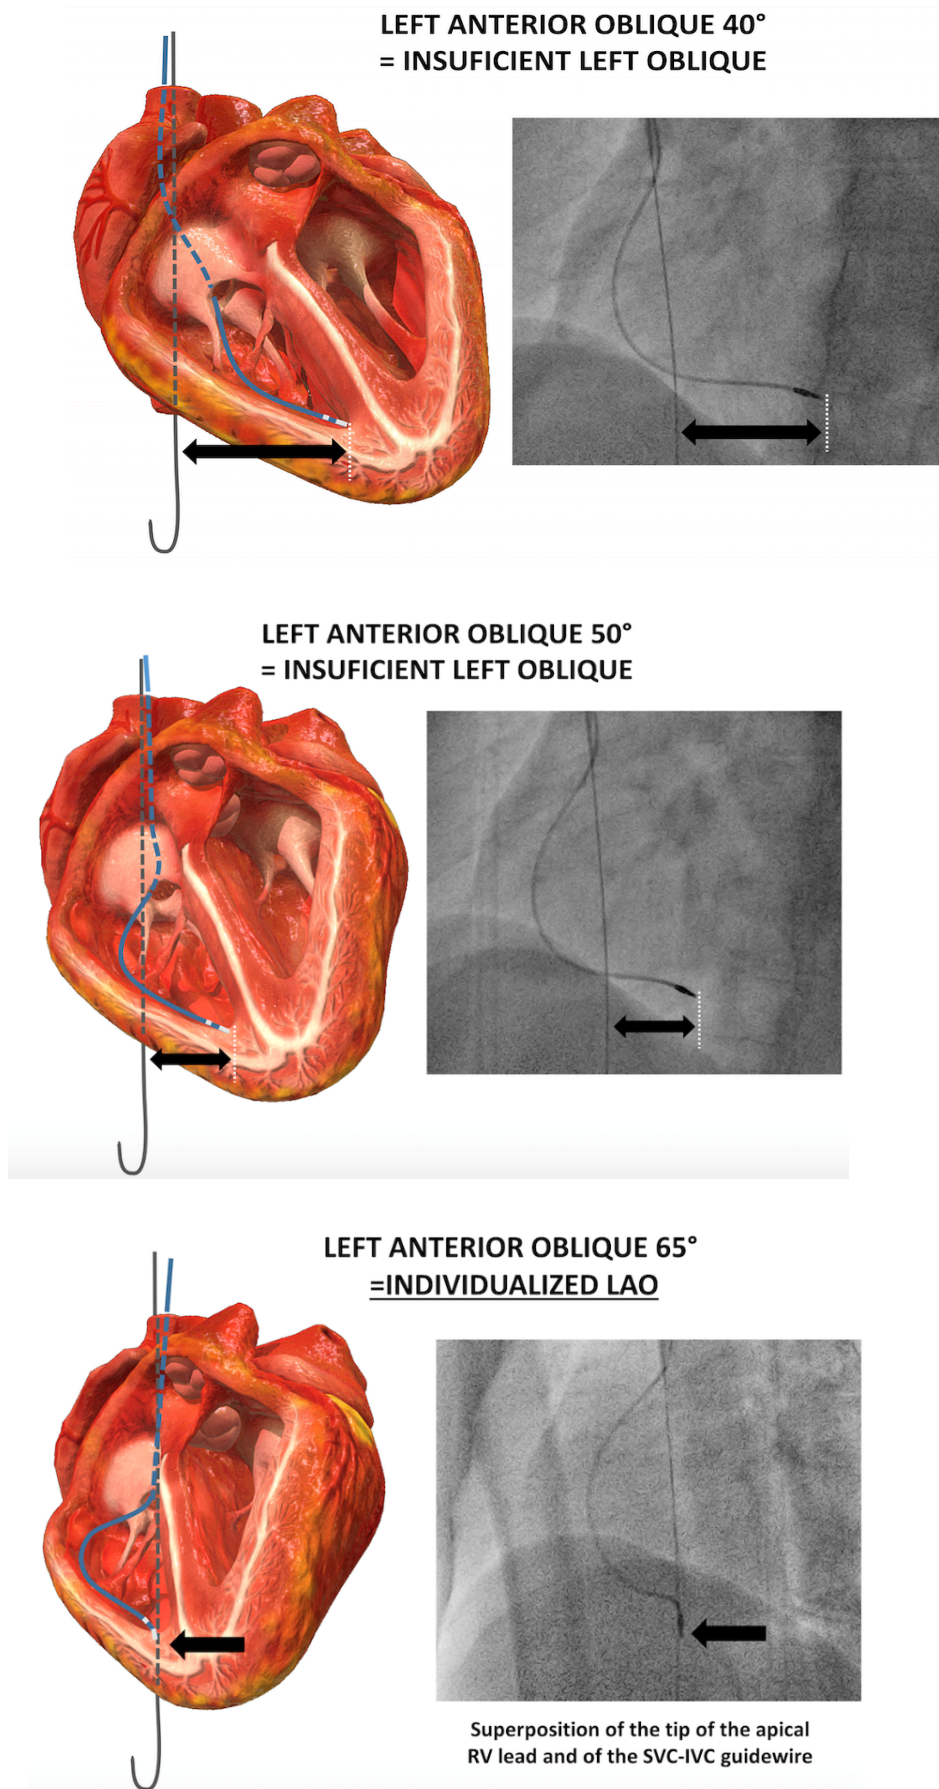 LEFT ANTERIOR OBLIQUE 40°
= INSUFICIENT LEFT OBLIQUE
LEFT ANTERIOR OBLIQUE 50°
= INSUFICIENT LEFT OBLIQUE
LEFT ANTERIOR OBLIQUE 65°
=INDIVIDUALIZED LAO
Superposition of the tip of the apical
RV lead and of the SVC-IVC guidewire